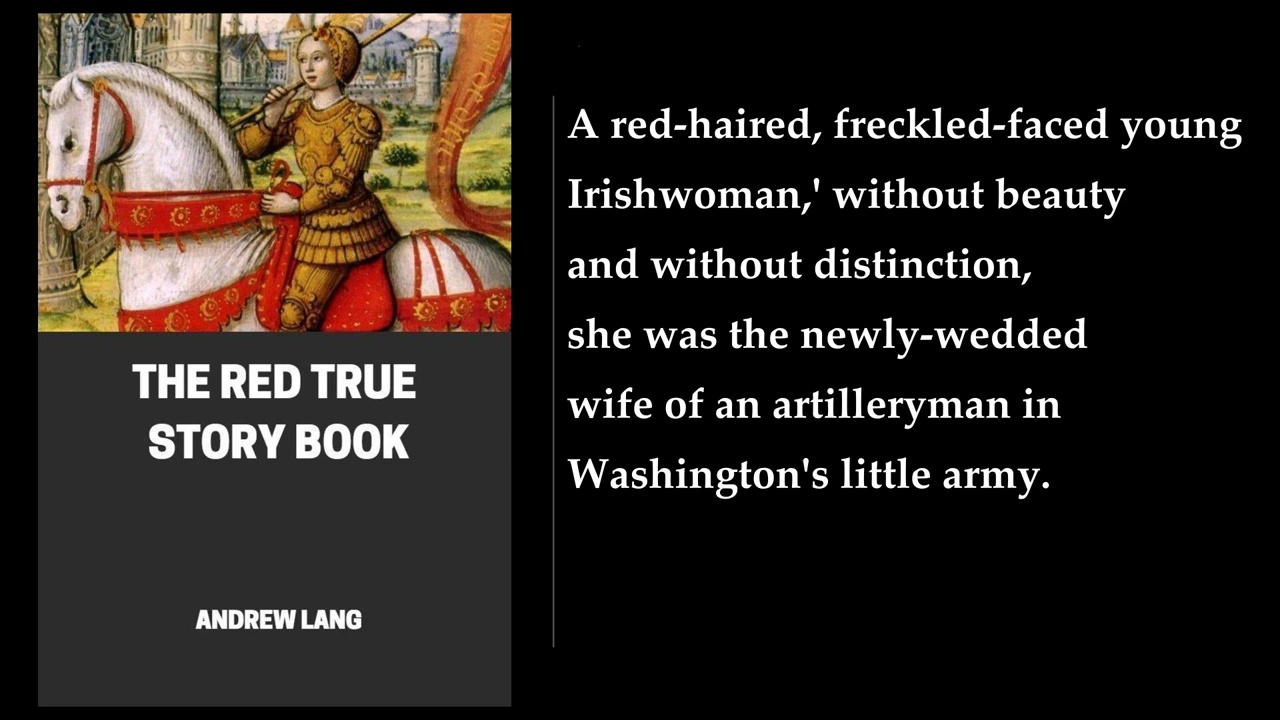 THE RED TRUE
STORY BOOK
ANDREW LANG
A red-haired, freckled-faced young
Irishwoman,' without beauty
and without distinction,
she was the newly-wedded
wife of an artilleryman in
Washington's little army.